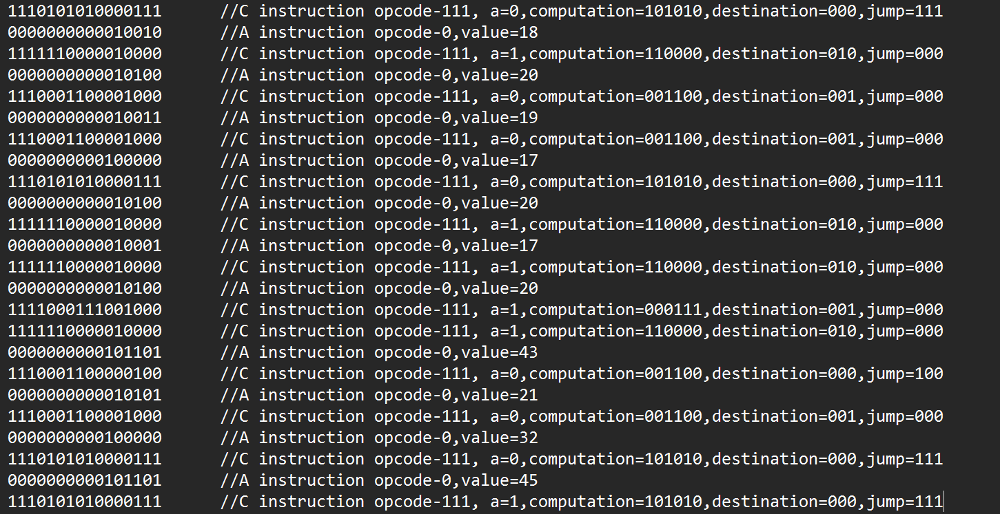 1110101010000111 //C instruction opcode-111, a=0,computation=101010,destination=000,jump=111
0000000000010010 //A instruction opcode-0,value=18
1111110000010000 //C instruction opcode-111, a=1,computation=110000,destination=010,jump=000
0000000000010100 //A instruction opcode-0,value=20
1110001100001000 //C instruction opcode-111, a=0,computation=001100,destination=001,jump=000
0000000000010011 //A instruction opcode-0,value=19
1110001100001000 //C instruction opcode-111, a=0,computation=001100,destination=001,jump=000
0000000000100000 //A instruction opcode-0,value=17
1110101010000111 //C instruction opcode-111, a=0,computation=101010,destination=000,jump=111
0000000000010100 //A instruction opcode-0,value=20
1111110000010000 //C instruction opcode-111, a=1,computation=110000,destination=010,jump=000
0000000000010001 //A instruction opcode-0,value=17
1111110000010000 //C instruction opcode-111, a=1,computation=110000,destination=010,jump=000
0000000000010100 //A instruction opcode-0,value=20
1111000111001000 //C instruction opcode-111, a=1,computation=000111,destination=001,jump=000
1111110000010000 //C instruction opcode-111, a=1,computation=110000,destination=010,jump=000
0000000000101101 //A instruction opcode-0,value=43
1110001100000100 //C instruction opcode-111, a=0,computation=001100,destination=000,jump=100
0000000000010101 //A instruction opcode-0,value=21
1110001100001000 //C instruction opcode-111, a=0,computation=001100,destination=001,jump=000
0000000000100000 //A instruction opcode-0,value=32
1110101010000111 //C instruction opcode-111, a=0,computation=101010,destination=000,jump=111
0000000000101101 //A instruction opcode-0,value=45
1110101010000111 //C instruction opcode-111, a=1,computation=101010,destination=000,jump=111